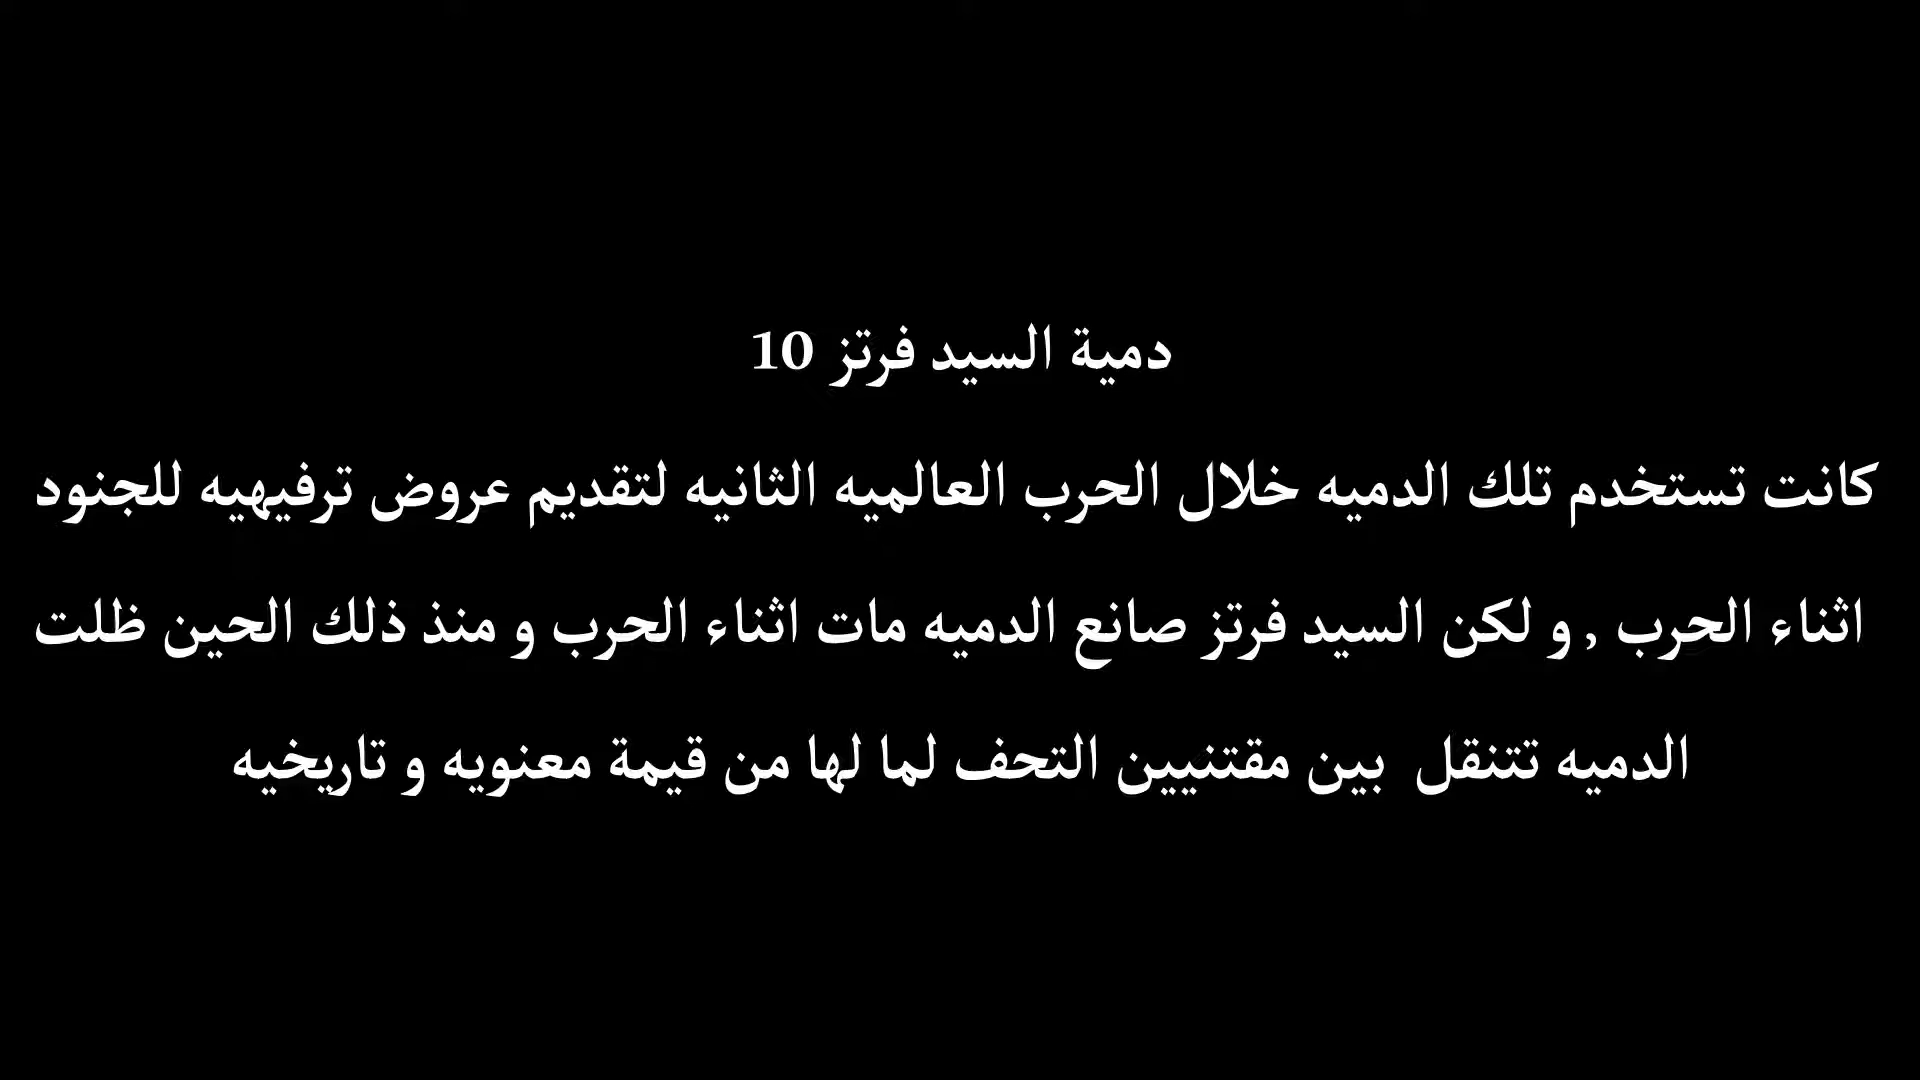 دمية السيد فرتز 10
كانت تستخدم تلك الدميه خلال الحرب العالميه الثانيه لتقديم عروض ترفيهيه للجنود
اثناء الحرب , و لكن السيد فرتز صانع الدميه مات اثناء الحرب و منذ ذلك الحين ظلت
الدميه تتنقل بين مقتنيين التحف لما لها من قيمة معنويه و تاريخيه